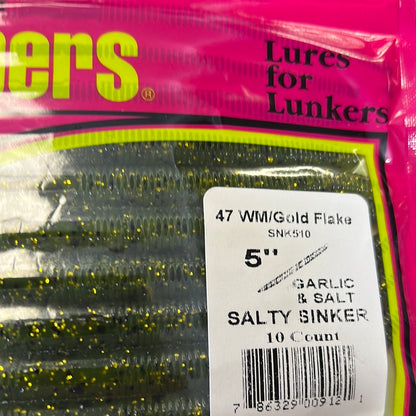 Lures
for
Lunkers
®
47 WM/Gold Flake
SNK510
5"
GARLIC
& SALT
SALTY SINKER
10 Count
7 86329 00912 1